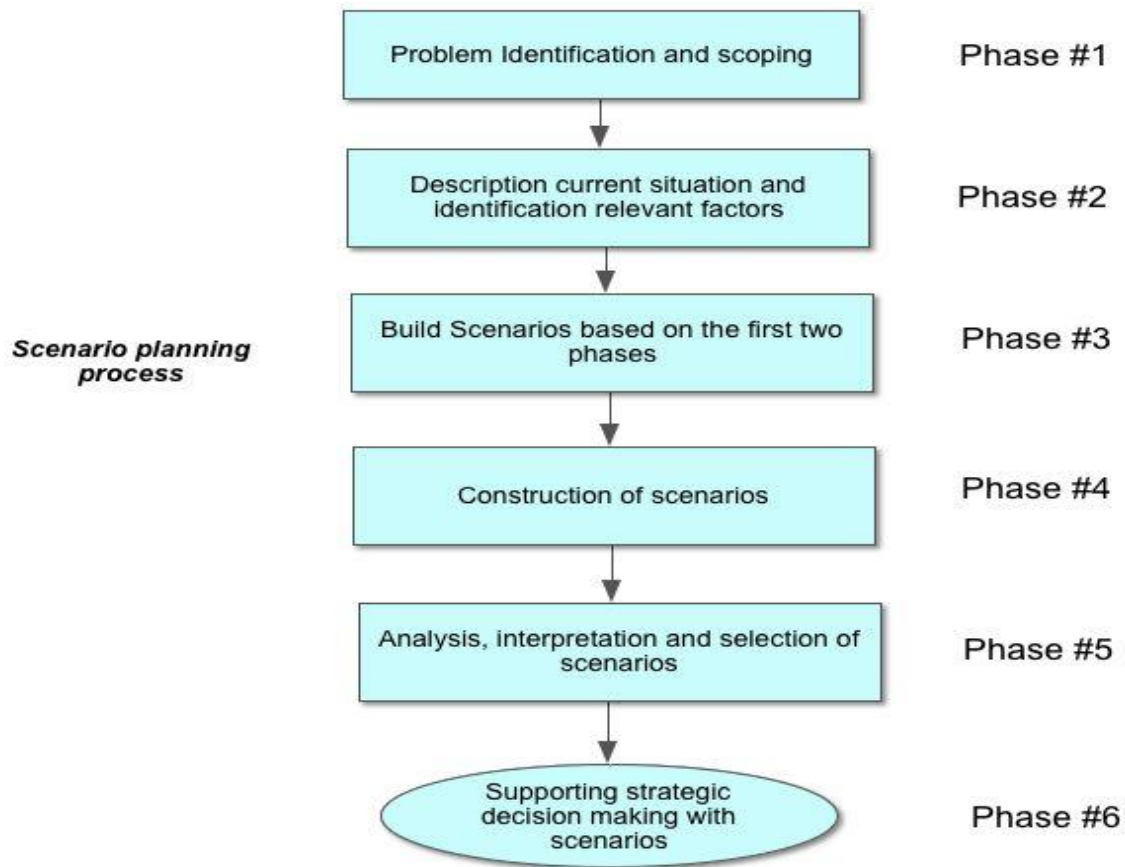 Problem Identification and scoping
Phase #1
Description current situation and
identification relevant factors
Phase #2
Build Scenarios based on the first two
phases
Phase #3
Scenario planning
process
Construction of scenarios
Phase #4
Analysis, interpretation and selection of
scenarios
Phase #5
Supporting strategic
decision making with
scenarios
Phase #6